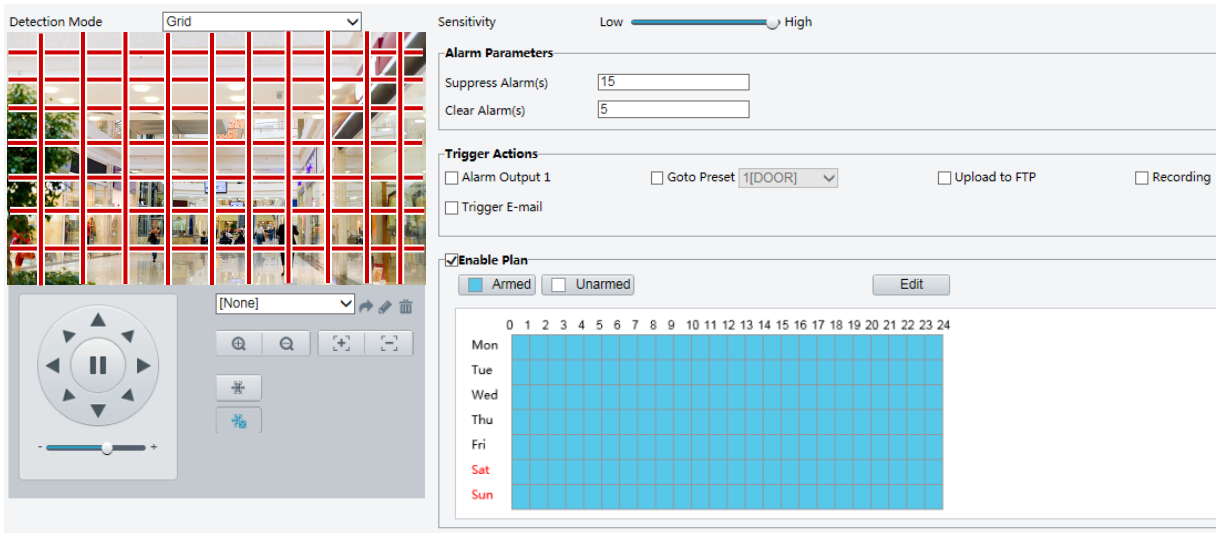 Detection Mode Grid
Sensitivity Low High
Alarm Parameters
Suppress Alarm(s) 15
Clear Alarm(s) 5
Trigger Actions
Alarm Output 1 Goto Preset 1[DOOR] Upload to FTP Recording
Trigger E-mail
Enable Plan
Armed Unarmed Edit
[None]
0 1 2 3 4 5 6 7 8 9 10 11 12 13 14 15 16 17 18 19 20 21 22 23 24
Mon
Tue
Wed
Thu
Fri
Sat
Sun
- +